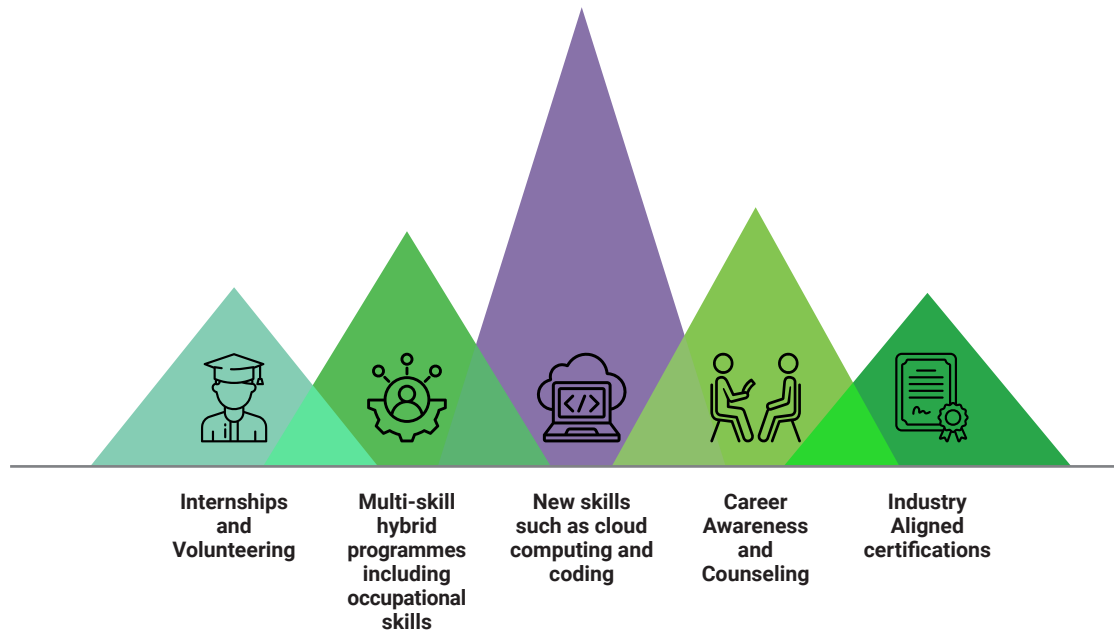 Internships
and
Volunteering
Multi-skill
hybrid
programmes
including
occupational
skills
New skills
such as cloud
computing and
coding
Career
Awareness
and
Counseling
Industry
Aligned
certifications